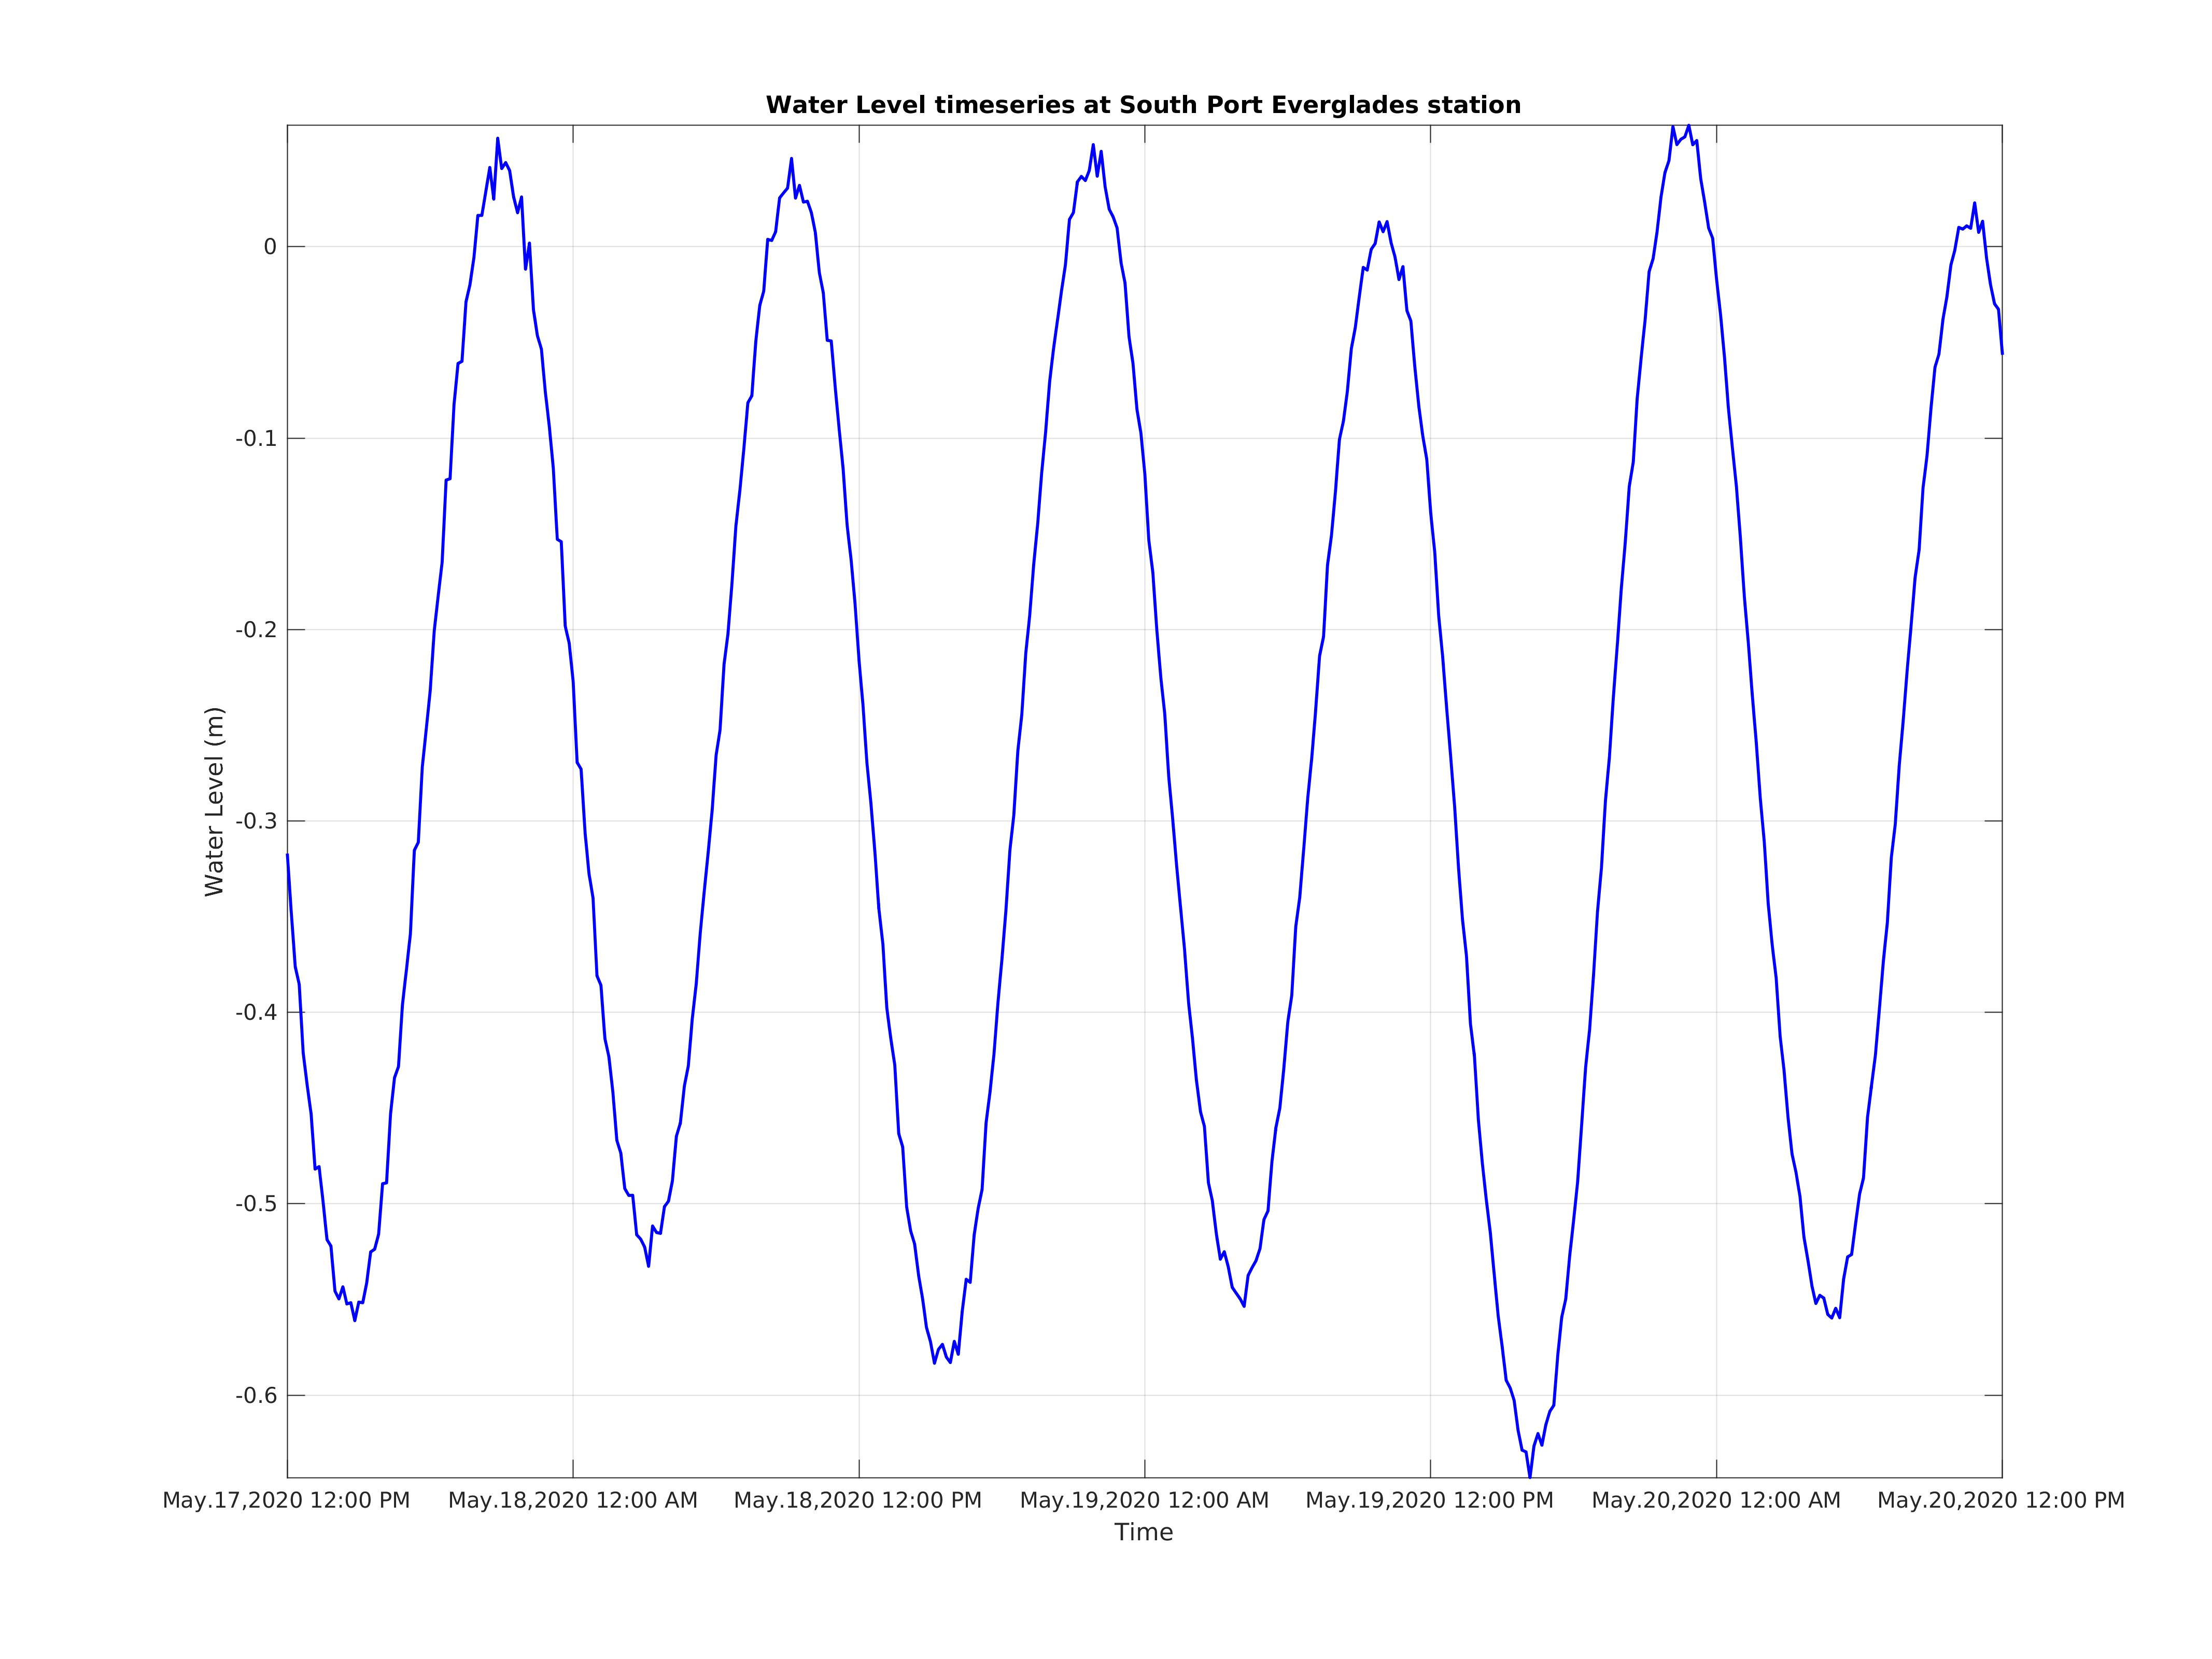 Water Level timeseries at South Port Everglades station
0
-0.1
-0.2
-0.3
-0.4
-0.5
-0.6
Water Level (m)
May.17,2020 12:00 PM May.18,2020 12:00 AM May.18,2020 12:00 PM May.19,2020 12:00 AM May.19,2020 12:00 PM May.20,2020 12:00 AM May.20,2020 12:00 PM
Time